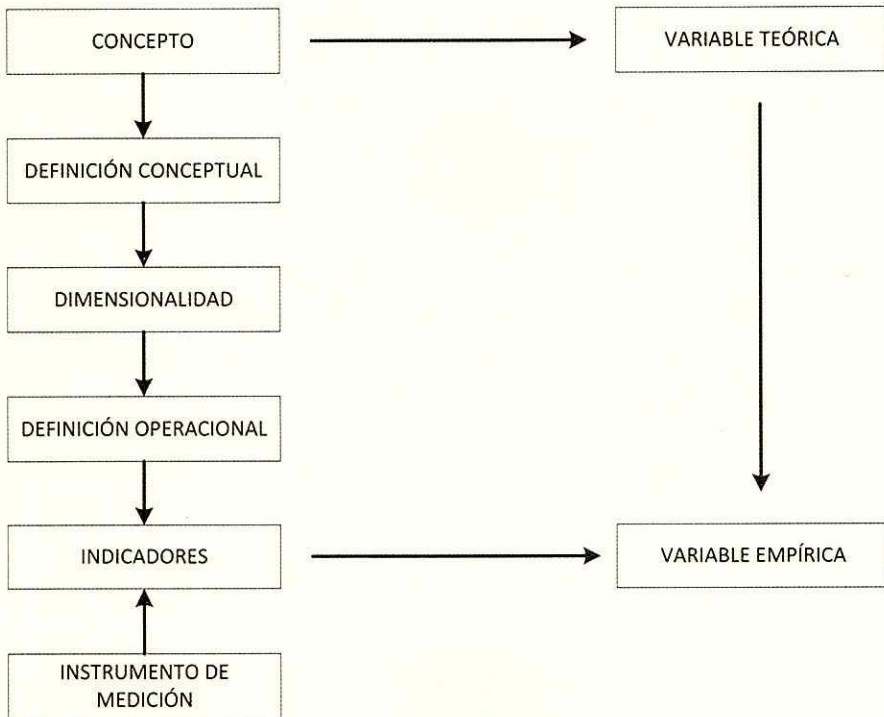 CONCEPTO
VARIABLE TEÓRICA
DEFINICIÓN CONCEPTUAL
DIMENSIONALIDAD
DEFINICIÓN OPERACIONAL
INDICADORES
VARIABLE EMPÍRICA
INSTRUMENTO DE
MEDICIÓN